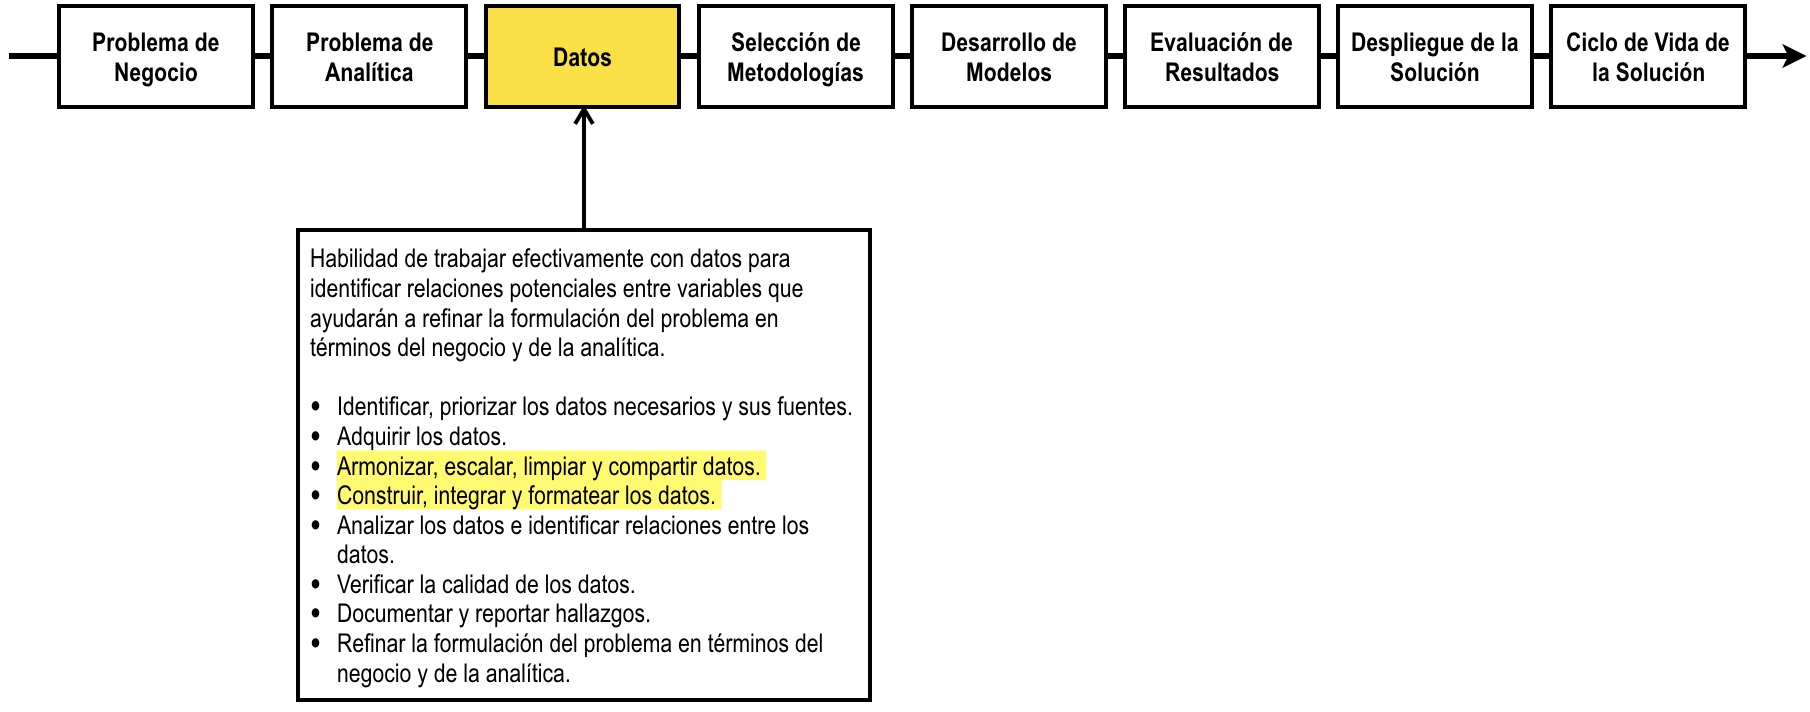 Problema de
Negocio
Problema de
Analítica
Datos
Selección de
Metodologías
Desarrollo de
Modelos
Evaluación de
Resultados
Despliegue de la
Solución
Ciclo de Vida de
la Solución
Habilidad de trabajar efectivamente con datos para
identificar relaciones potenciales entre variables que
ayudarán a refinar la formulación del problema en
términos del negocio y de la analítica.
• Identificar, priorizar los datos necesarios y sus fuentes.
• Adquirir los datos.
• Armonizar, escalar, limpiar y compartir datos.
• Construir, integrar y formatear los datos.
• Analizar los datos e identificar relaciones entre los
datos.
• Verificar la calidad de los datos.
• Documentar y reportar hallazgos.
• Refinar la formulación del problema en términos del
negocio y de la analítica.